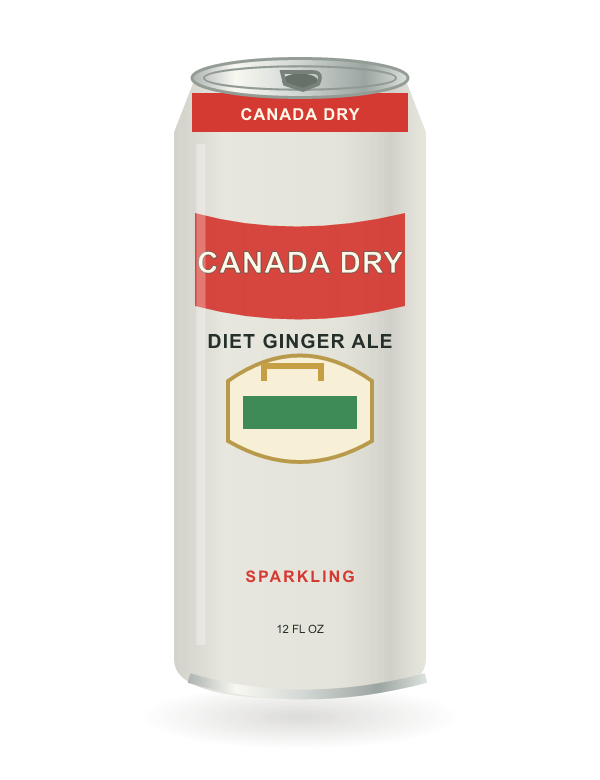 CANADA DRY
CANADA DRY
DIET GINGER ALE
SPARKLING
12 FL OZ